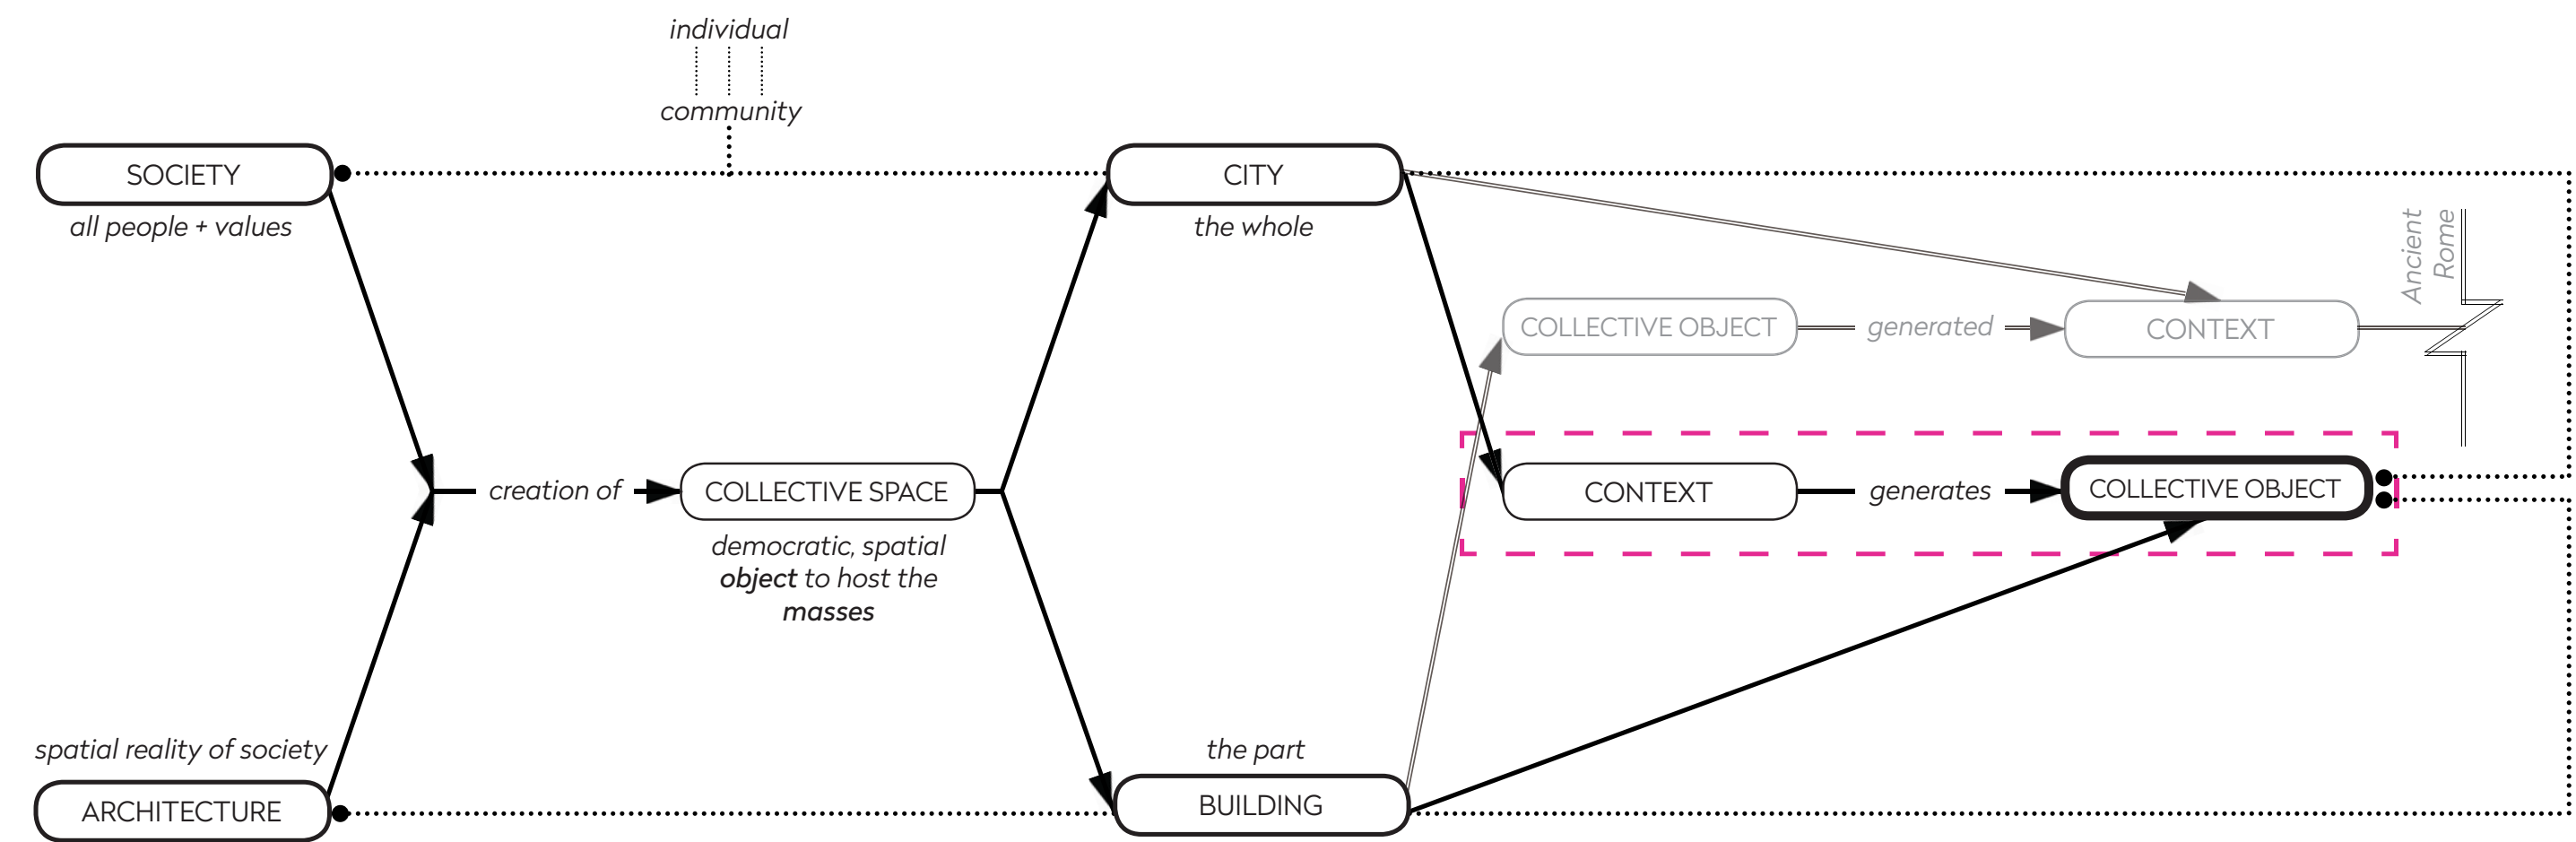 individual
community
SOCIETY
all people + values
CITY
the whole
Ancient
Rome
COLLECTIVE OBJECT
generated
CONTEXT
creation of
COLLECTIVE SPACE
democratic, spatial
object to host the
masses
CONTEXT
generates
COLLECTIVE OBJECT
spatial reality of society
ARCHITECTURE
the part
BUILDING